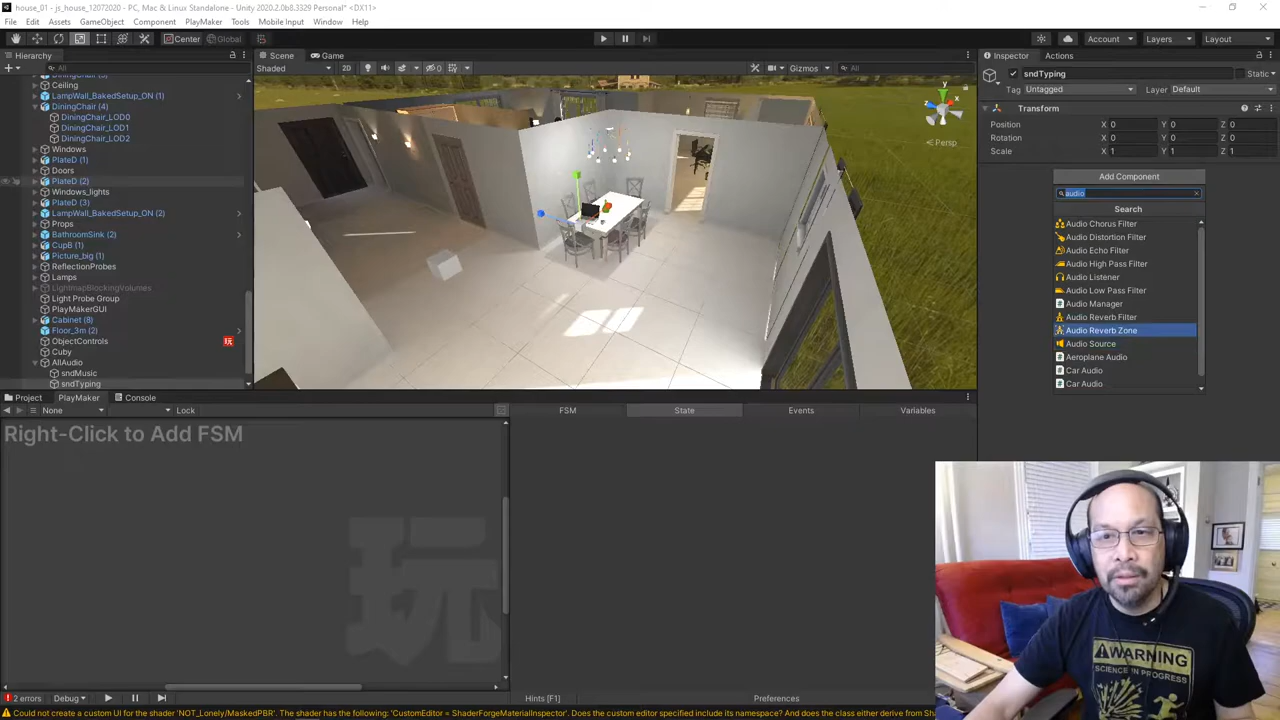 house_01 - js_house_12072020 - PC, Mac & Linux Standalone - Unity 2020.2.0b8.3329 Personal* <DX11>
File Edit Assets GameObject Component PlayMaker Tools Mobile Input Window Help
Center Global Account Layers Layout
Hierarchy
All
Ceiling
LampWall_BakedSetup_ON (1)
DiningChair (4)
DiningChair_LOD0
DiningChair_LOD1
DiningChair_LOD2
Windows
PlateD (1)
Doors
PlateD (2)
Windows_lights
PlateD (3)
LampWall_BakedSetup_ON (2)
Props
BathroomSink (2)
CupB (1)
Picture_big (1)
ReflectionProbes
Lamps
LightmapBlockingVolumes
Light Probe Group
PlayMakerGUI
Cabinet (8)
Floor_3m (2)
ObjectControls 玩
Cuby
AllAudio
sndMusic
sndTyping
Scene Game
Shaded 2D 0 Gizmos All
y x z
Persp
Inspector Actions
sndTyping Static
Tag Untagged Layer Default
Transform
Position X 0 Y 0 Z 0
Rotation X 0 Y 0 Z 0
Scale X 1 Y 1 Z 1
Add Component
audio
Search
Audio Chorus Filter
Audio Distortion Filter
Audio Echo Filter
Audio High Pass Filter
Audio Listener
Audio Low Pass Filter
Audio Manager
Audio Reverb Filter
Audio Reverb Zone
Audio Source
Aeroplane Audio
Car Audio
Car Audio
Project PlayMaker Console
None Lock FSM State Events Variables
Right-Click to Add FSM
玩
2 errors Debug Hints [F1] Preferences
Could not create a custom UI for the shader 'NOT_Lonely/MaskedPBR'. The shader has the following: 'CustomEditor = ShaderForgeMaterialInspector'. Does the custom editor specified include its namespace? And does the class either derive from Sha
WARNING
SCIENCE IN
PROGRESS